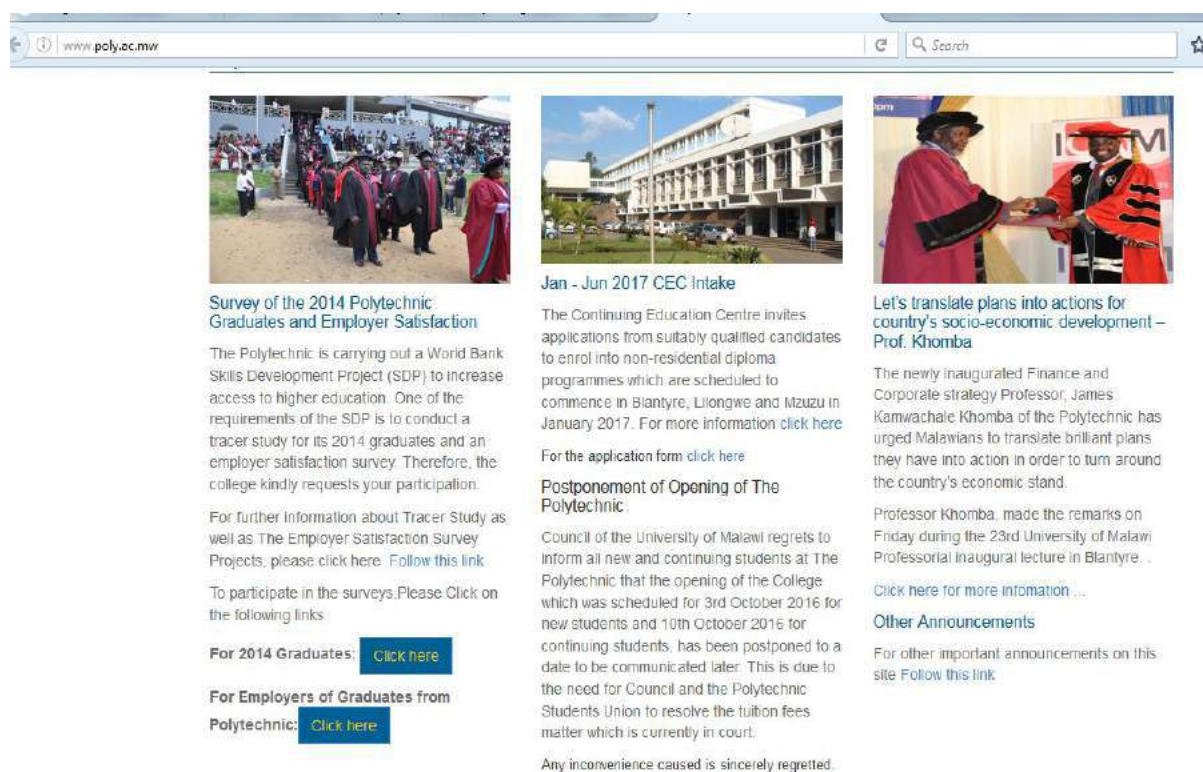 www.poly.ac.mw
Search
Survey of the 2014 Polytechnic
Graduates and Employer Satisfaction
The Polytechnic is carrying out a World Bank
Skills Development Project (SDP) to increase
access to higher education. One of the
requirements of the SDP is to conduct a
tracer study for its 2014 graduates and an
employer satisfaction survey. Therefore, the
college kindly requests your participation.
For further Information about Tracer Study as
well as The Employer Satisfaction Survey
Projects, please click here Follow this link
To participate in the surveys,Please Click on
the following links
For 2014 Graduates: Click here
For Employers of Graduates from
Polytechnic: Click here
Jan - Jun 2017 CEC Intake
The Continuing Education Centre invites
applications from suitably qualified candidates
to enrol into non-residential diploma
programmes which are scheduled to
commence in Blantyre, Lilongwe and Mzuzu in
January 2017. For more information click here
For the application form click here
Postponement of Opening of The
Polytechnic
Council of the University of Malawi regrets to
inform all new and continuing students at The
Polytechnic that the opening of the College
which was scheduled for 3rd October 2016 for
new students and 10th October 2016 for
continuing students, has been postponed to a
date to be communicated later. This is due to
the need for Council and the Polytechnic
Students Union to resolve the tuition fees
matter which is currently in court.
Any inconvenience caused is sincerely regretted.
Let's translate plans into actions for
country's socio-economic development –
Prof. Khomba
The newly inaugurated Finance and
Corporate strategy Professor, James
Kamwachale Khomba of the Polytechnic has
urged Malawians to translate brilliant plans
they have into action in order to turn around
the country's economic stand.
Professor Khomba, made the remarks on
Friday during the 23rd University of Malawi
Professorial inaugural lecture in Blantyre. .
Click here for more infomation ...
Other Announcements
For other important announcements on this
site Follow this link